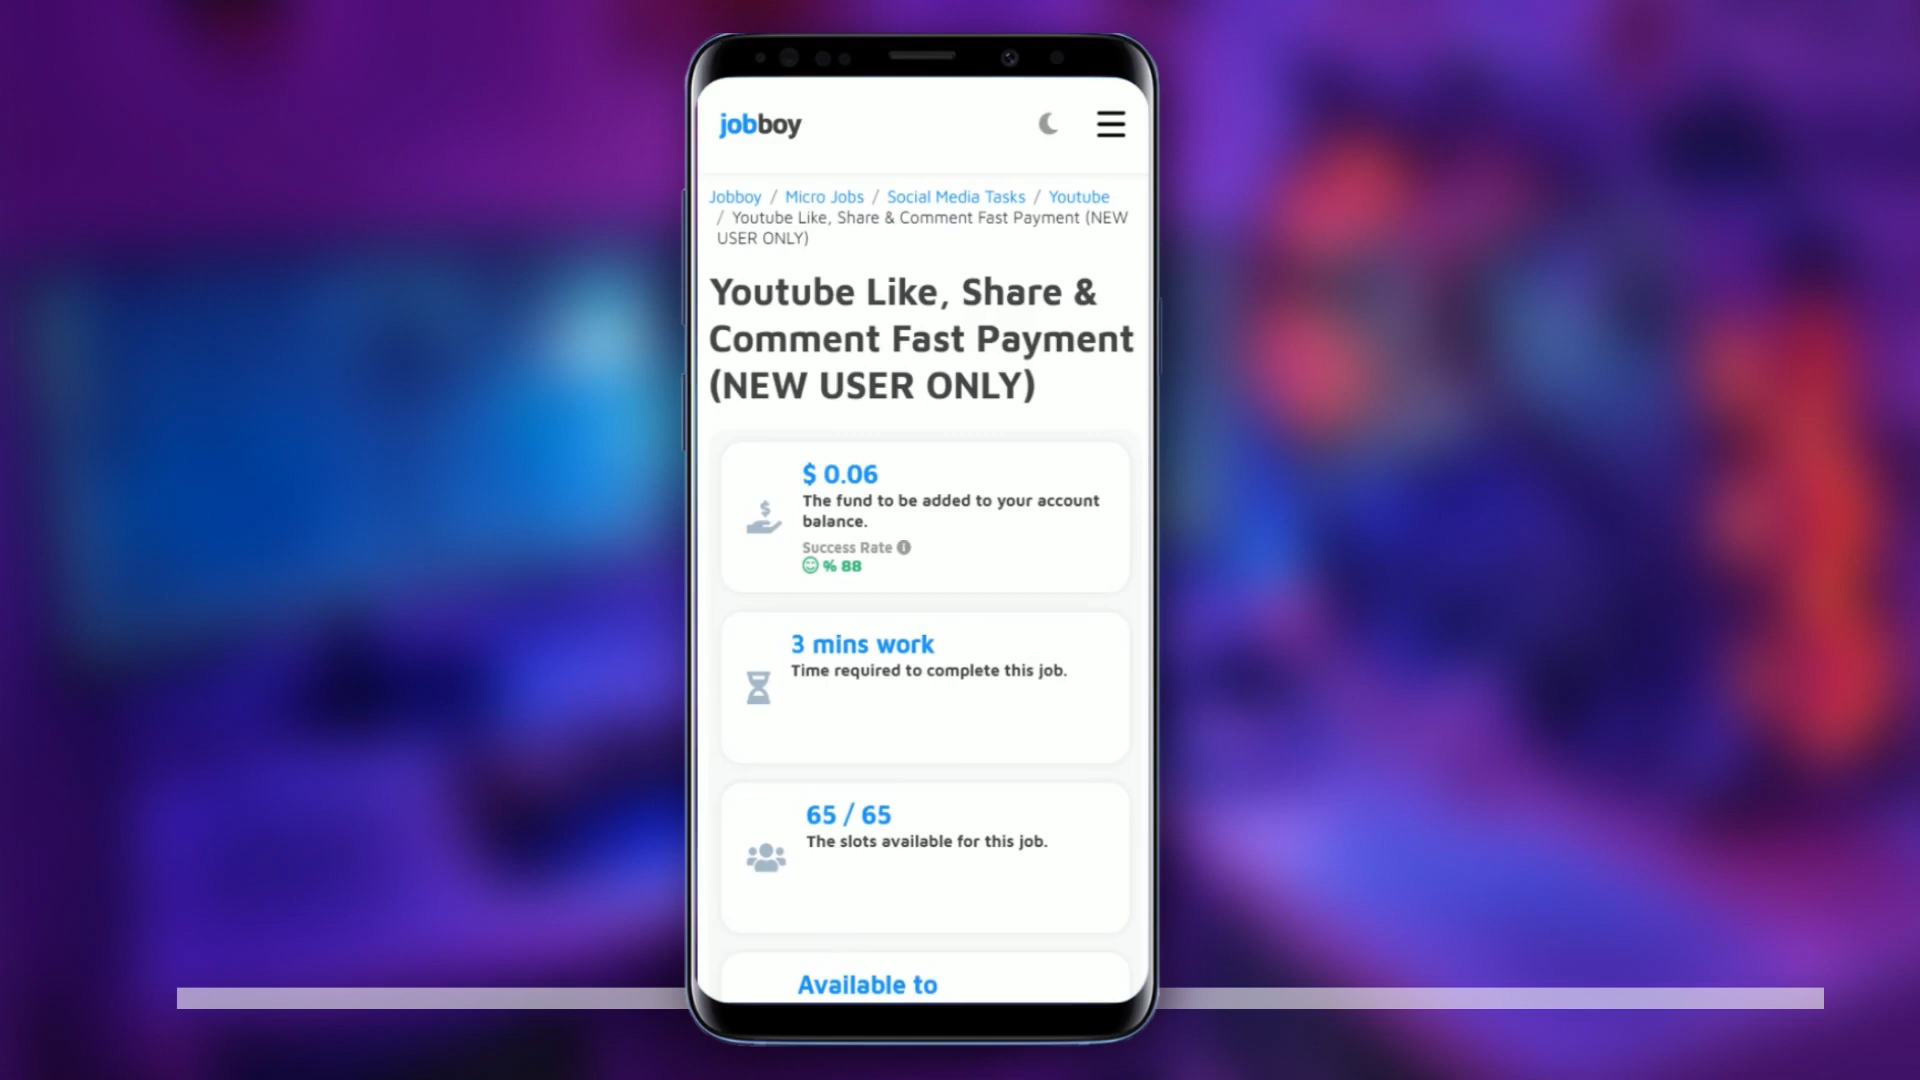 jobboy
Jobboy / Micro Jobs / Social Media Tasks / Youtube
/ Youtube Like, Share & Comment Fast Payment (NEW
USER ONLY)
Youtube Like, Share &
Comment Fast Payment
(NEW USER ONLY)
$ 0.06
The fund to be added to your account
balance.
Success Rate
% 88
3 mins work
Time required to complete this job.
65 / 65
The slots available for this job.
Available to